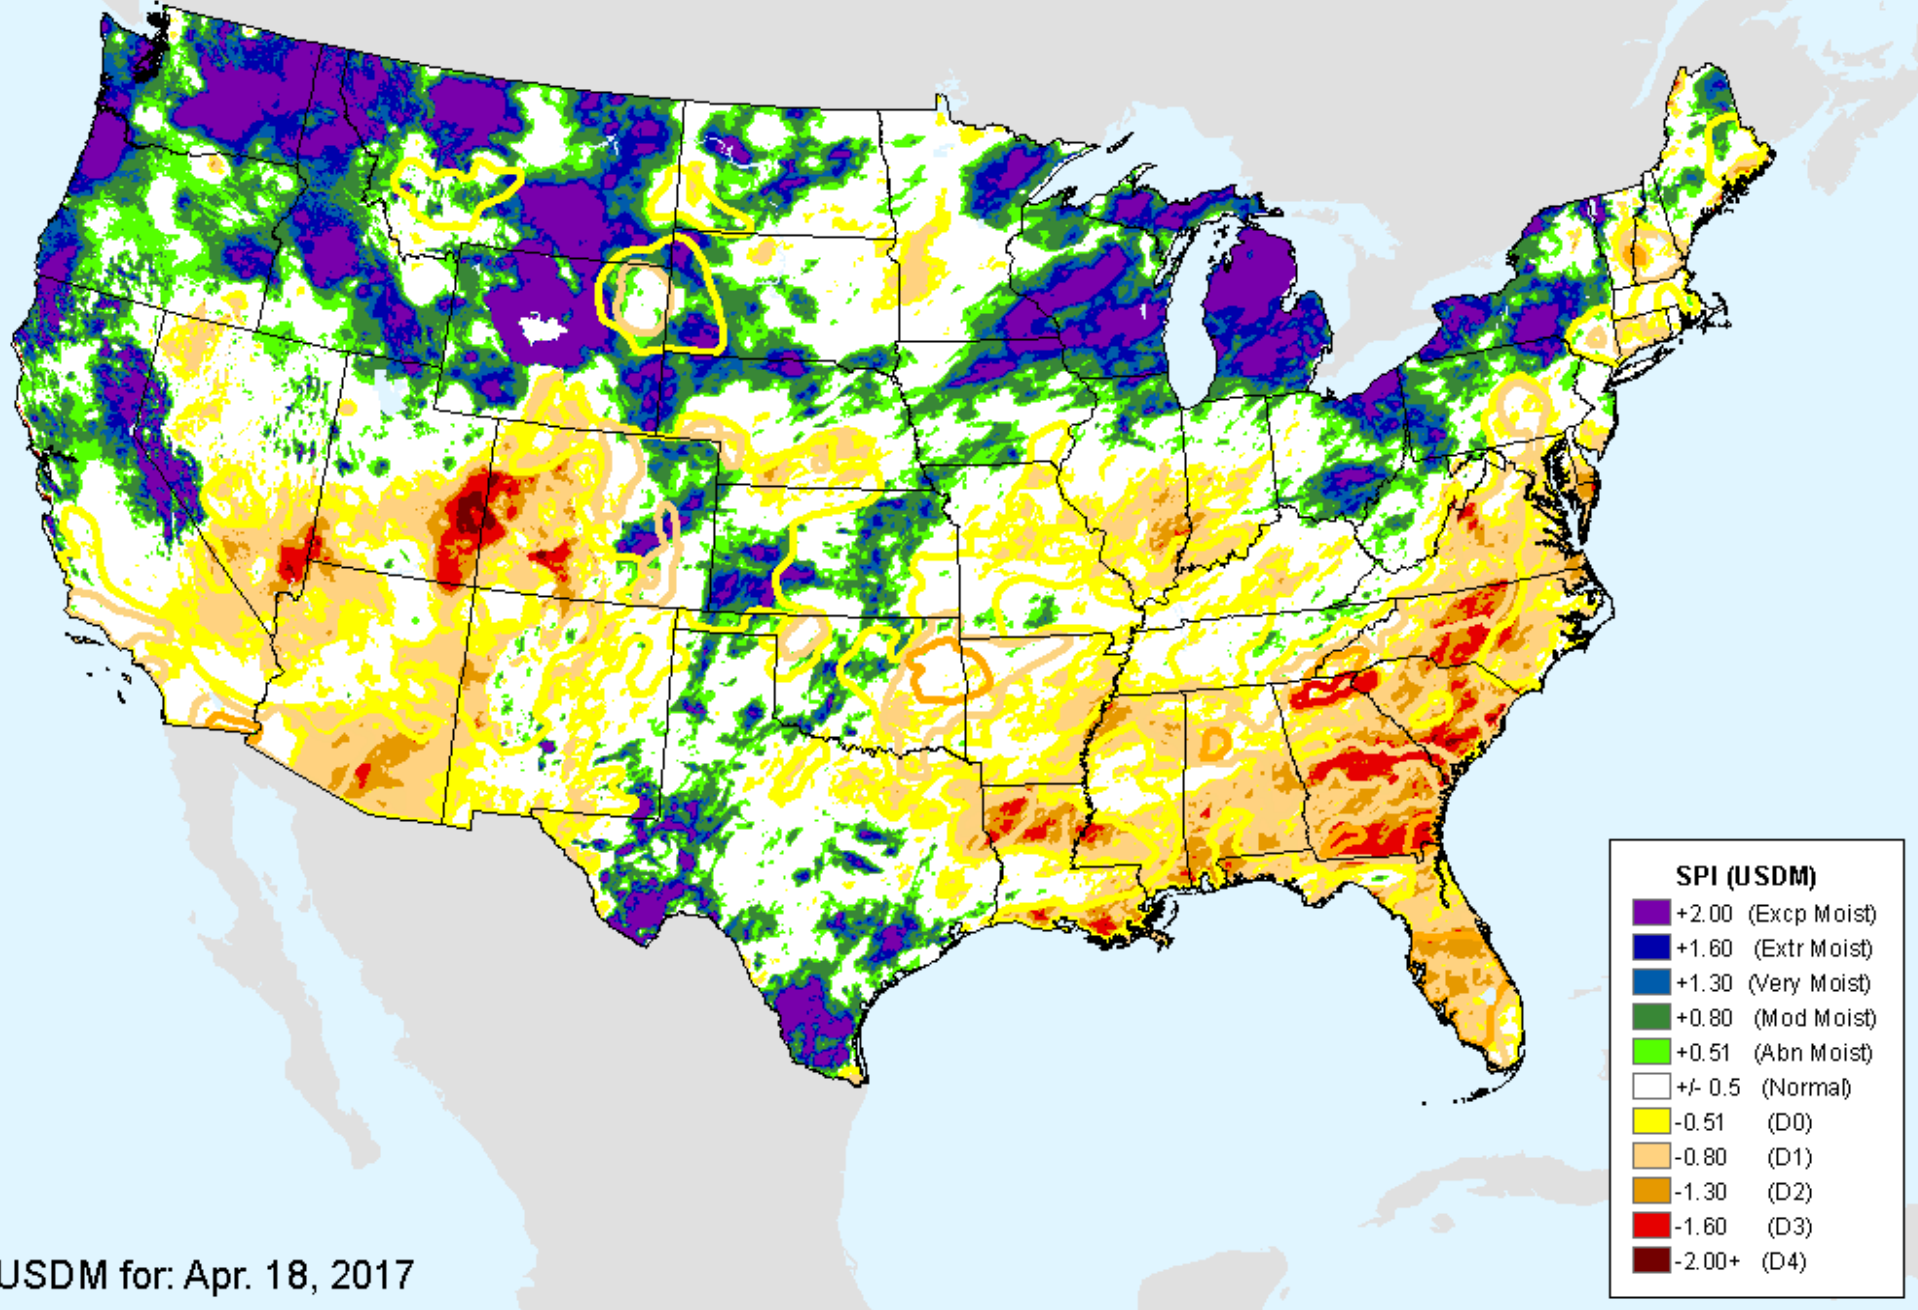 SPI (USDM)
+2.00 (Excp Moist)
+1.60 (Extr Moist)
+1.30 (Very Moist)
+0.80 (Mod Moist)
+0.51 (Abn Moist)
+/- 0.5 (Normal)
-0.51 (D0)
-0.80 (D1)
-1.30 (D2)
-1.60 (D3)
-2.00+ (D4)
USDM for: Apr. 18, 2017